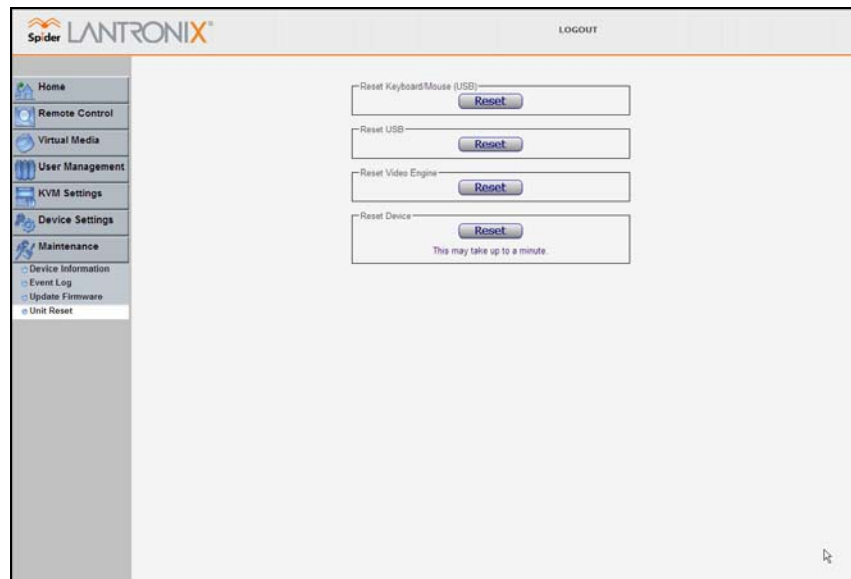 Spider LANTRONIX®
LOGOUT
Home
Remote Control
Virtual Media
User Management
KVM Settings
Device Settings
Maintenance
Device Information
Event Log
Update Firmware
Unit Reset
Reset Keyboard/Mouse (USB)
Reset
Reset USB
Reset
Reset Video Engine
Reset
Reset Device
Reset
This may take up to a minute.